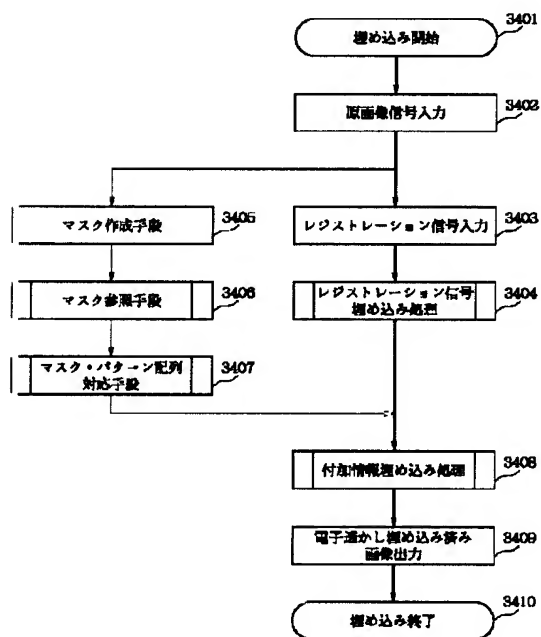 3401
埋め込み開始
原画像信号入力
3402
マスク作成手段
3405
レジストレーション信号入力
3403
マスク参照手段
3406
レジストレーション信号
埋め込み処理
3404
マスク・パターン配列
対応手段
3407
付加情報埋め込み処理
3408
電子透かし埋め込み済み
画像出力
3409
埋め込み終了
3410